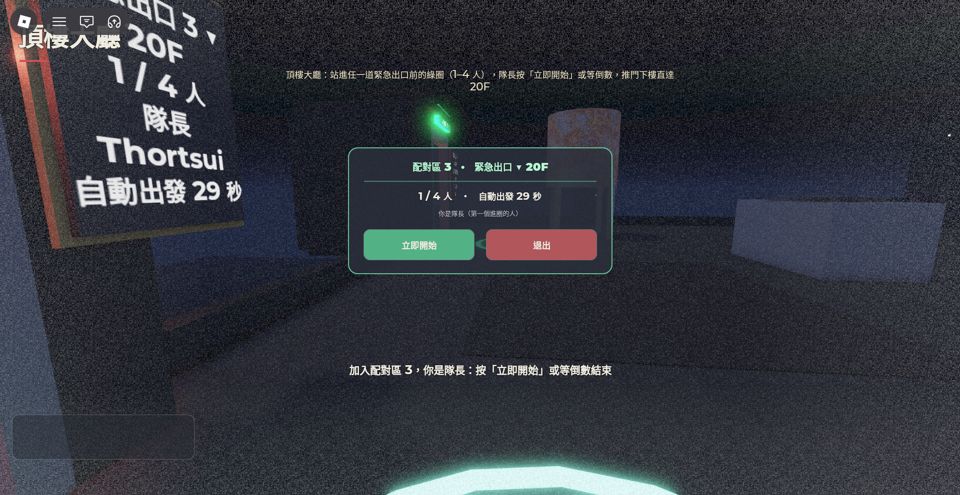 頂樓大廳
出口 3 ▼
20F
1 / 4 人
隊長
Thortsui
自動出發 29 秒
頂樓大廳：站進任一道緊急出口前的綠圈（1–4 人），隊長按「立即開始」或等倒數，推門下樓直達
20F
配對區 3 • 緊急出口 ▼ 20F
1 / 4 人 • 自動出發 29 秒
你是隊長（第一個進圈的人）
立即開始
退出
加入配對區 3，你是隊長：按「立即開始」或等倒數結束